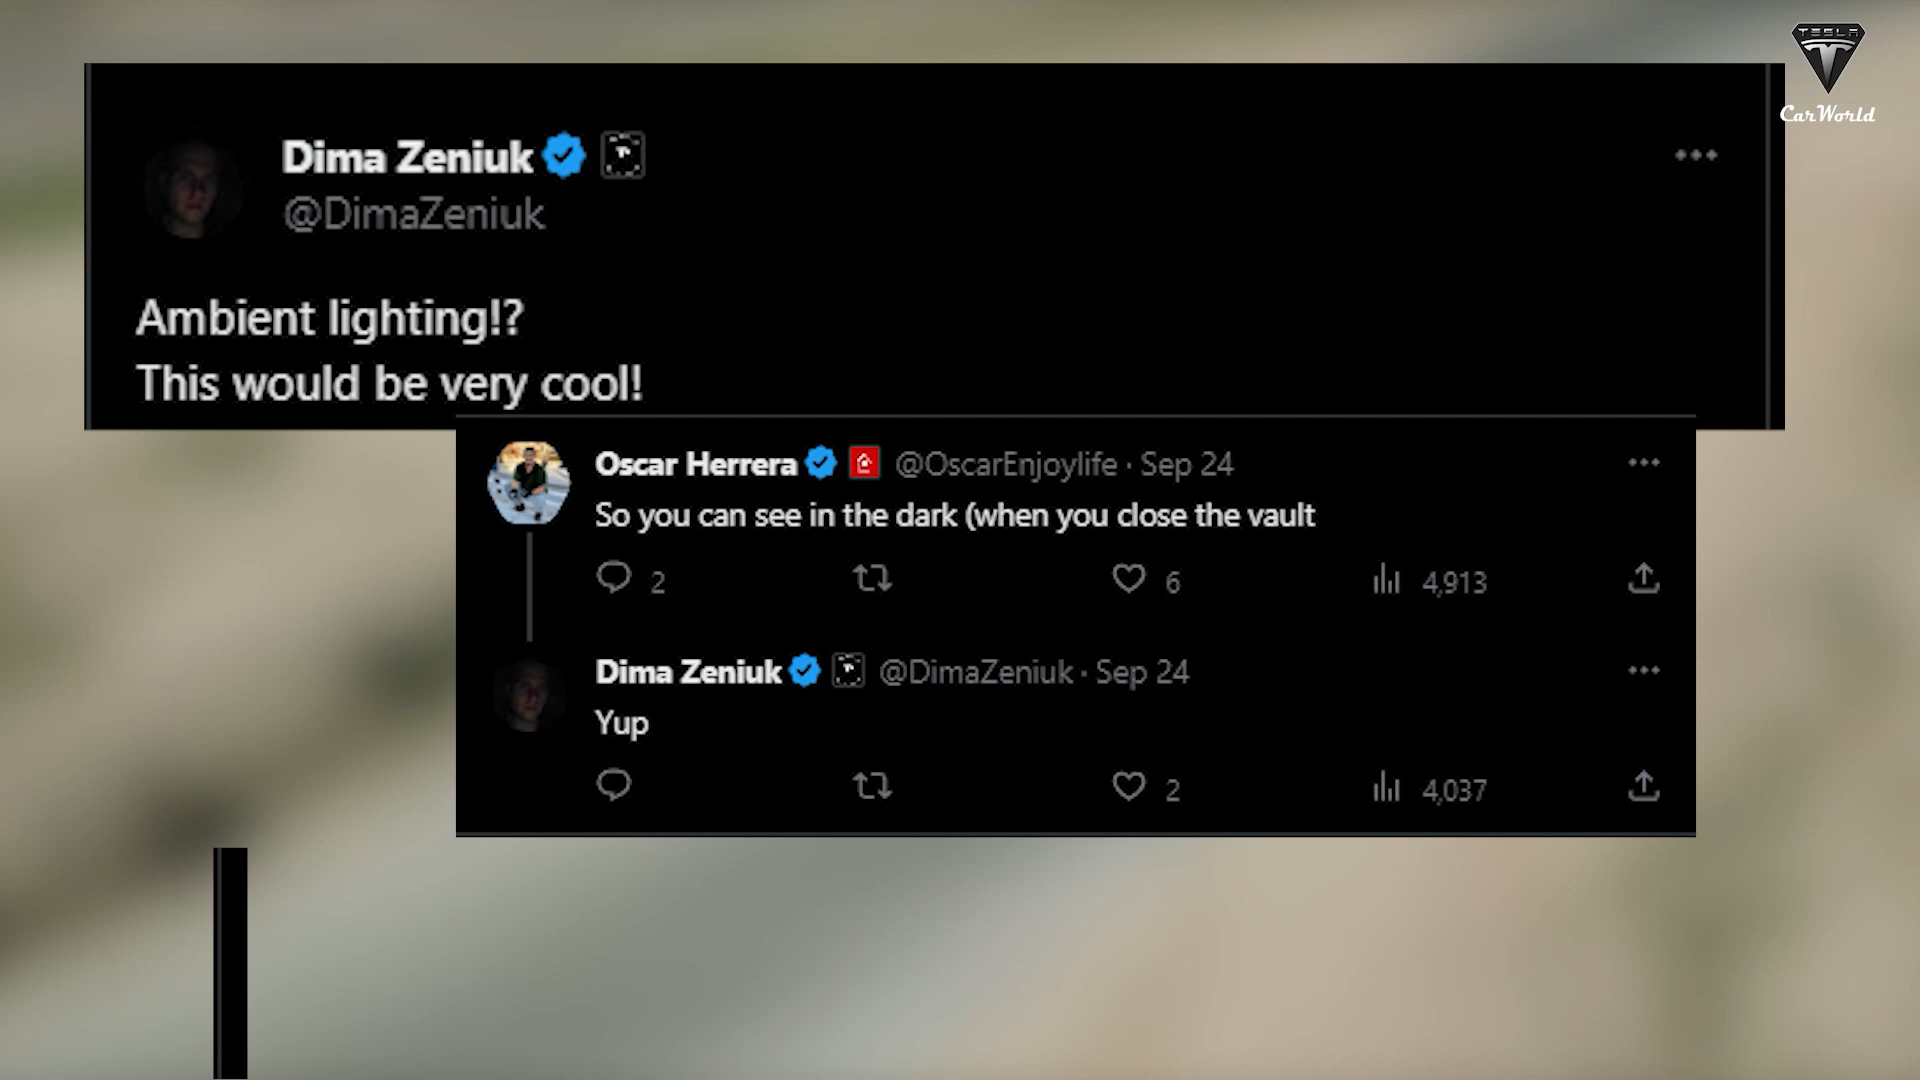 TESLA
CarWorld
Dima Zeniuk
@DimaZeniuk
Ambient lighting!?
This would be very cool!
Oscar Herrera @OscarEnjoylife · Sep 24
So you can see in the dark (when you close the vault
2 6 4,913
Dima Zeniuk @DimaZeniuk · Sep 24
Yup
2 4,037